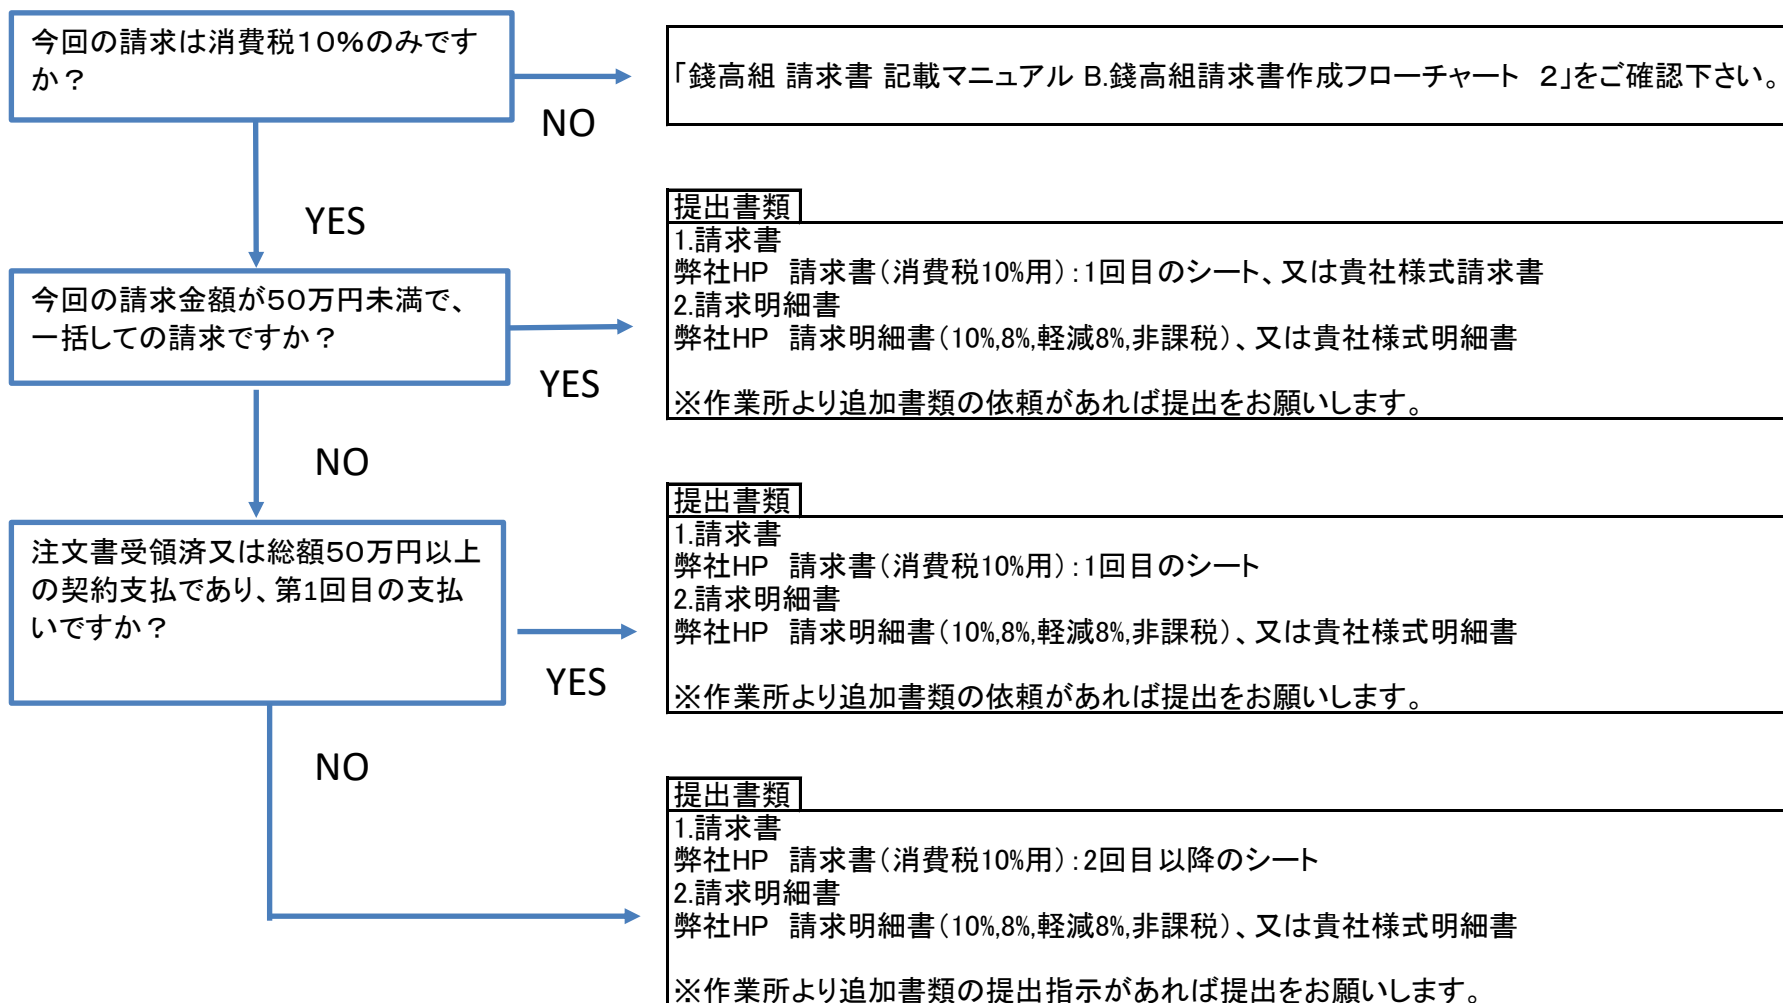 今回の請求は消費税10%のみです
か？
NO
「錢高組 請求書 記載マニュアル B.錢高組請求書作成フローチャート　2」をご確認下さい。
YES
今回の請求金額が50万円未満で、
一括しての請求ですか？
YES
提出書類
1.請求書
弊社HP　請求書（消費税10%用）：1回目のシート、又は貴社様式請求書
2.請求明細書
弊社HP　請求明細書（10%,8%,軽減8%,非課税）、又は貴社様式明細書
※作業所より追加書類の依頼があれば提出をお願いします。
NO
注文書受領済又は総額50万円以上
の契約支払であり、第1回目の支払
いですか？
YES
提出書類
1.請求書
弊社HP　請求書（消費税10%用）：1回目のシート
2.請求明細書
弊社HP　請求明細書（10%,8%,軽減8%,非課税）、又は貴社様式明細書
※作業所より追加書類の依頼があれば提出をお願いします。
NO
提出書類
1.請求書
弊社HP　請求書（消費税10%用）：2回目以降のシート
2.請求明細書
弊社HP　請求明細書（10%,8%,軽減8%,非課税）、又は貴社様式明細書
※作業所より追加書類の提出指示があれば提出をお願いします。